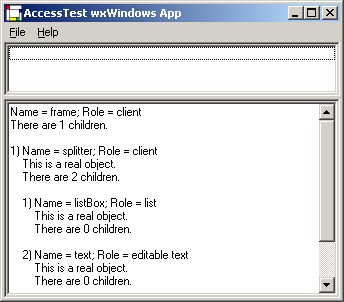 AccessTest wxWindows App
File Help
Name = frame; Role = client
There are 1 children.
1) Name = splitter; Role = client
This is a real object.
There are 2 children.
1) Name = listBox; Role = list
This is a real object.
There are 0 children.
2) Name = text; Role = editable text
This is a real object.
There are 0 children.